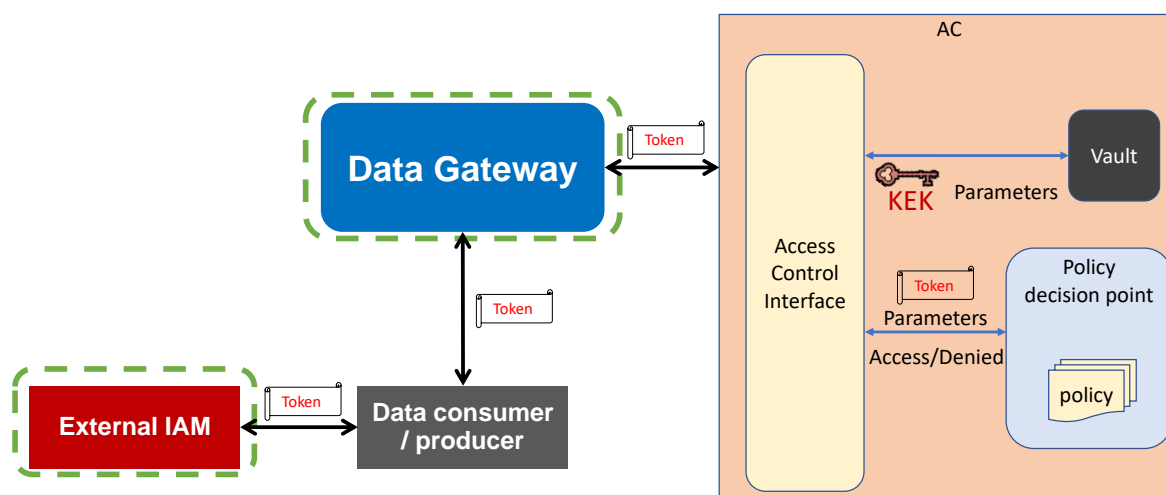 AC
Data Gateway
Token
Vault
KEK
Parameters
Access
Control
Interface
Policy
decision point
Token
Parameters
Access/Denied
policy
Token
External IAM
Token
Data consumer
/ producer